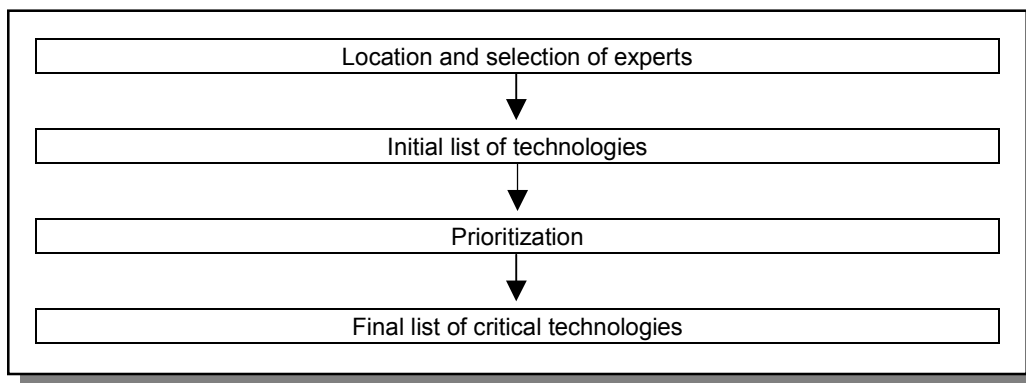 Location and selection of experts
Initial list of technologies
Prioritization
Final list of critical technologies